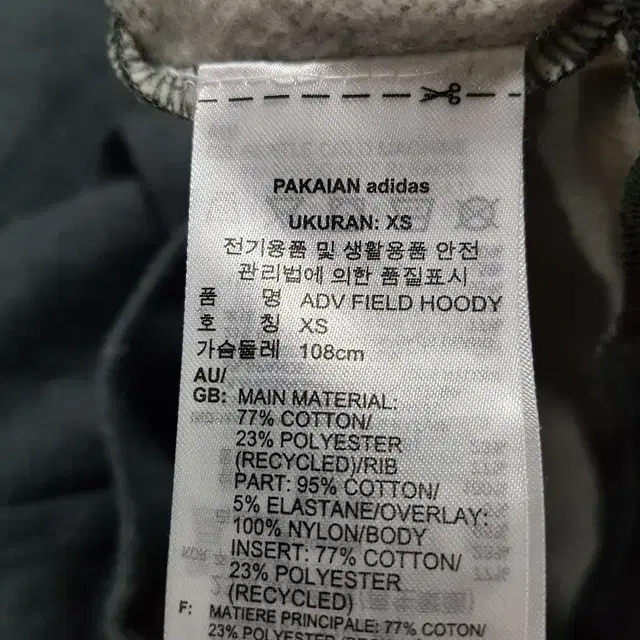 PAKAIAN adidas
UKURAN: XS
전기용품 및 생활용품 안전
관리법에 의한 품질표시
품 명 ADV FIELD HOODY
호 칭 XS
가슴둘레 108cm
AU/
GB: MAIN MATERIAL:
77% COTTON/
23% POLYESTER
(RECYCLED)/RIB
PART: 95% COTTON/
5% ELASTANE/OVERLAY:
100% NYLON/BODY
INSERT: 77% COTTON/
23% POLYESTER
(RECYCLED)
F: MATIERE PRINCIPALE: 77% COTON/
23% POLYESTER